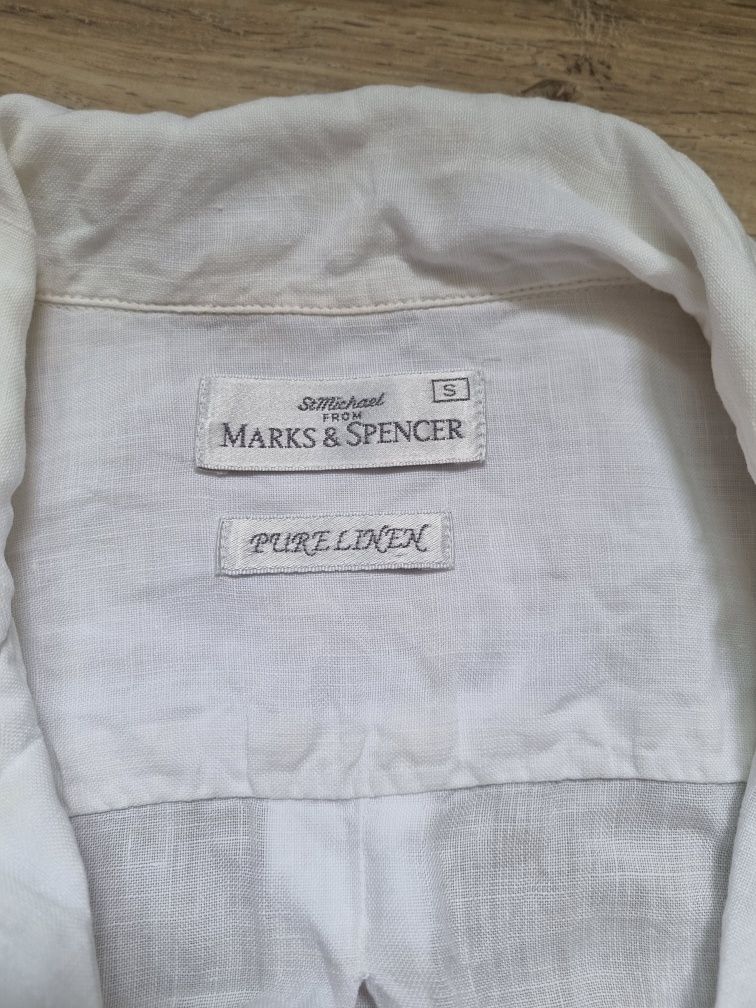 StMichael
S
FROM
MARKS & SPENCER
PURE LINEN